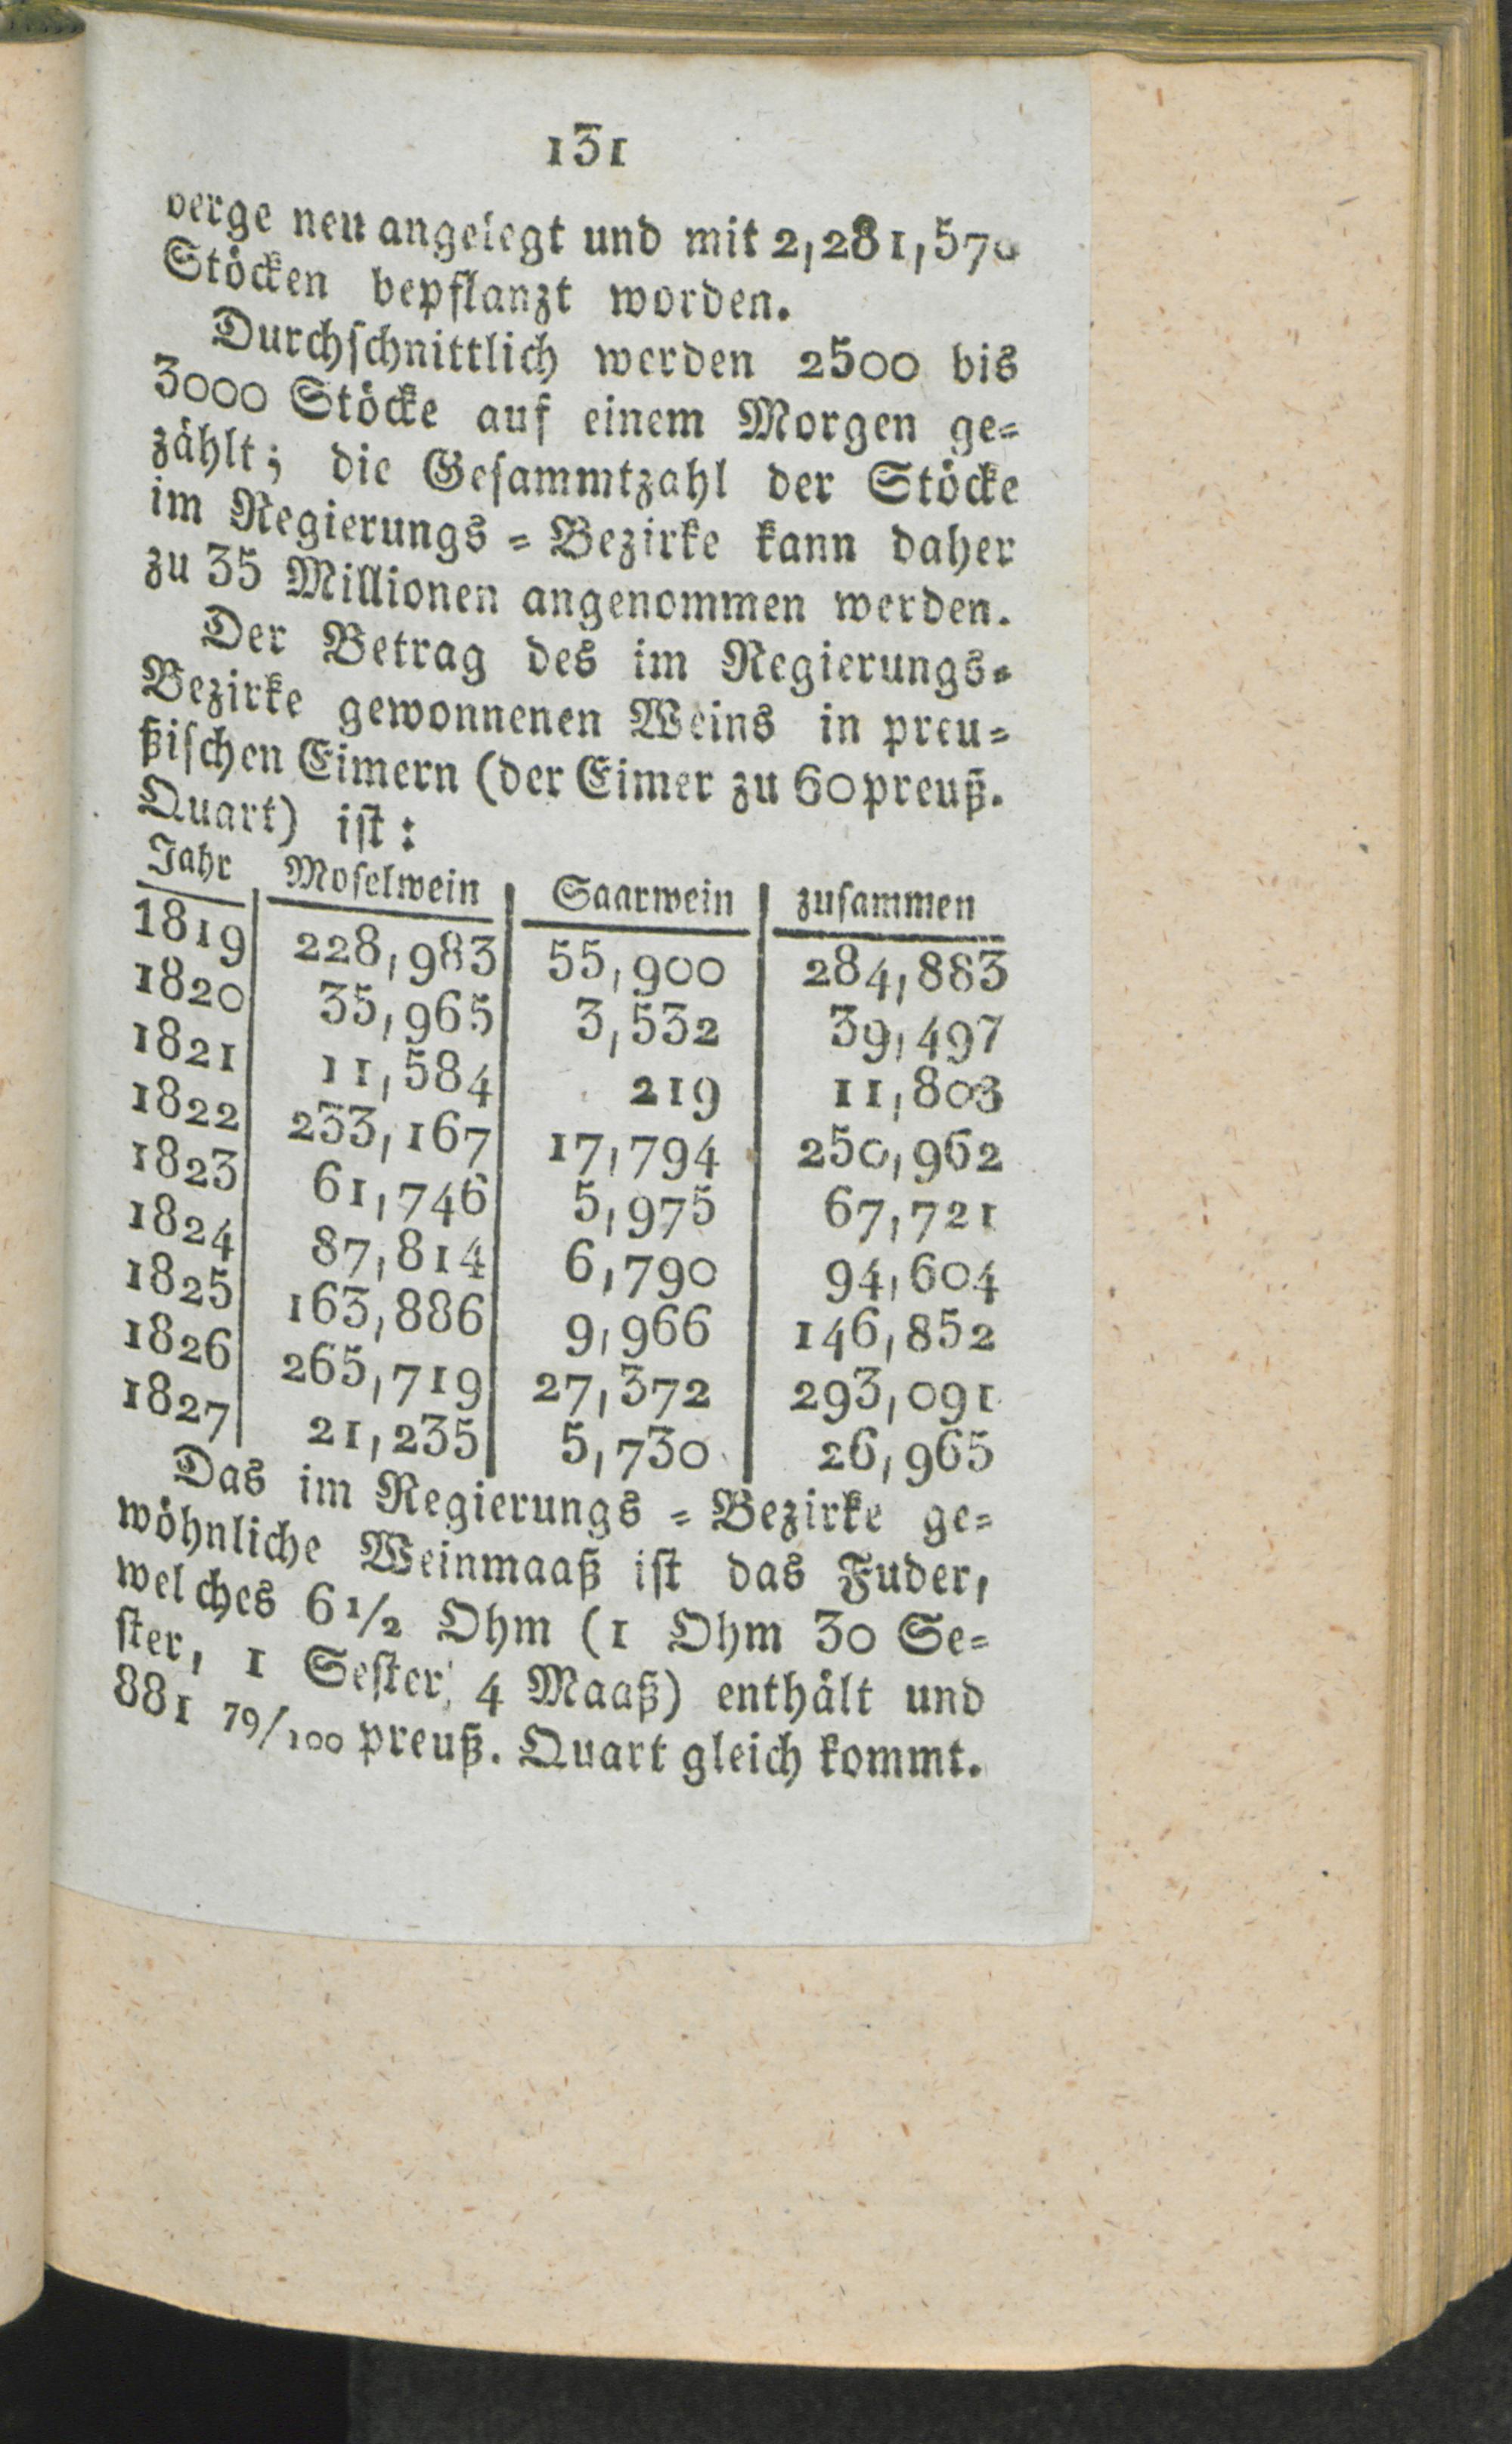 131
berge neu angelegt und mit 2,281,570
Stöcken bepflanzt worden.
Durchschnittlich werden 2500 bis
3000 Stöcke auf einem Morgen ge=
zählt; die Gesammtzahl der Stöcke
im Regierungs=Bezirke kann daher
zu 35 Millionen angenommen werden.
Der Betrag des im Regierungs=
Bezirke gewonnenen Weins in preu=
ßischen Eimern (der Eimer zu 60 preuß.
Quart) ist:
Jahr Moselwein Saarwein zusammen
1819 228,983 55,900 284,883
1820 35,965 3,532 39,497
1821 11,584 219 11,803
1822 233,167 17,794 250,962
1823 61,746 5,975 67,721
1824 87,814 6,790 94,604
1825 163,886 9,966 146,852
1826 265,719 27,372 293,091
1827 21,235 5,730 26,965
Das im Regierungs=Bezirke ge=
wöhnliche Weinmaaß ist das Fuder,
welches 6 1/2 Ohm (1 Ohm 30 Se=
ster, 1 Sester 4 Maaß) enthält und
881 79/100 preuß. Quart gleich kommt.